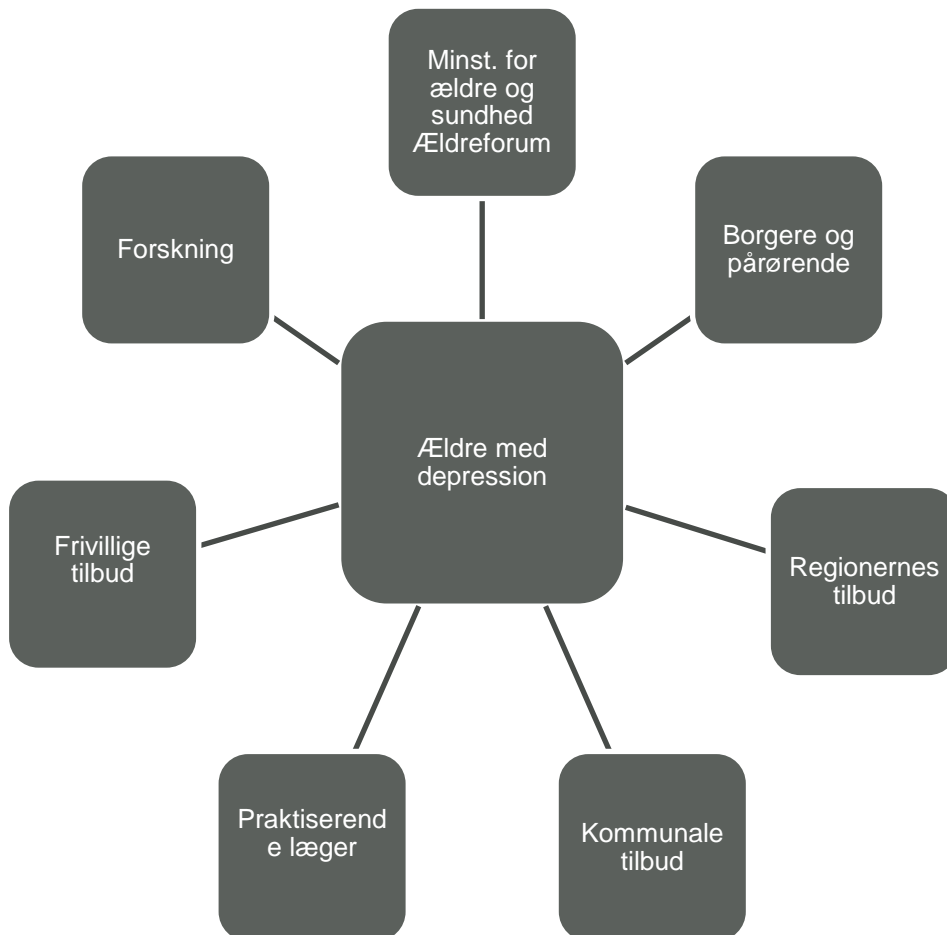 Minst. for
ældre og
sundhed
Ældreforum
Forskning
Borgere og
pårørende
Ældre med
depression
Frivillige
tilbud
Regionernes
tilbud
Praktiserend
e læger
Kommunale
tilbud